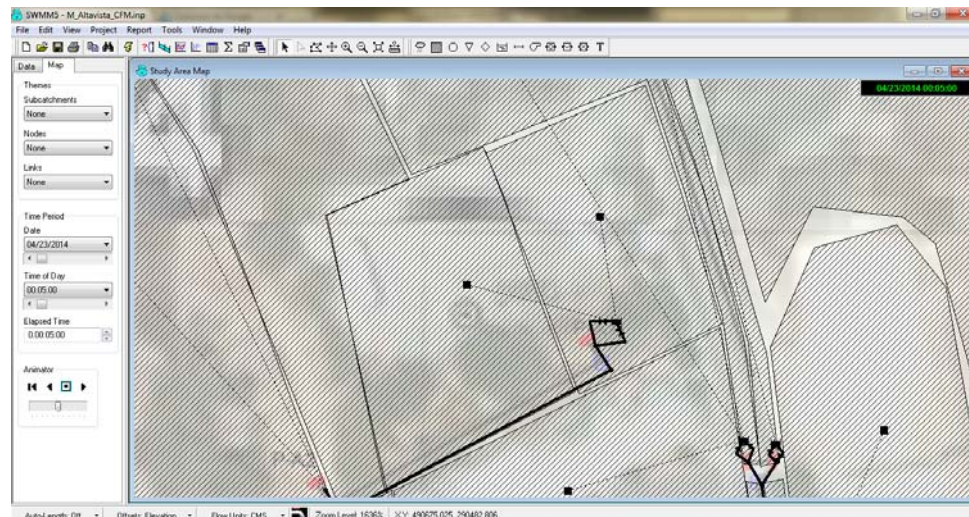 SWMM5 - M_Altavista_CFM.inp
File Edit View Project Report Tools Window Help
Data Map
Study Area Map
04/23/2014 00:05:00
Themes
Subcatchments
None
Nodes
None
Links
None
Time Period
Date
04/23/2014
Time of Day
00:05:00
Elapsed Time
0.00:05:00
Animator
Auto-Length: Off Offsets: Elevation Flow Units: CMS Zoom Level: 1636% X,Y: 490675.025, 290482.806